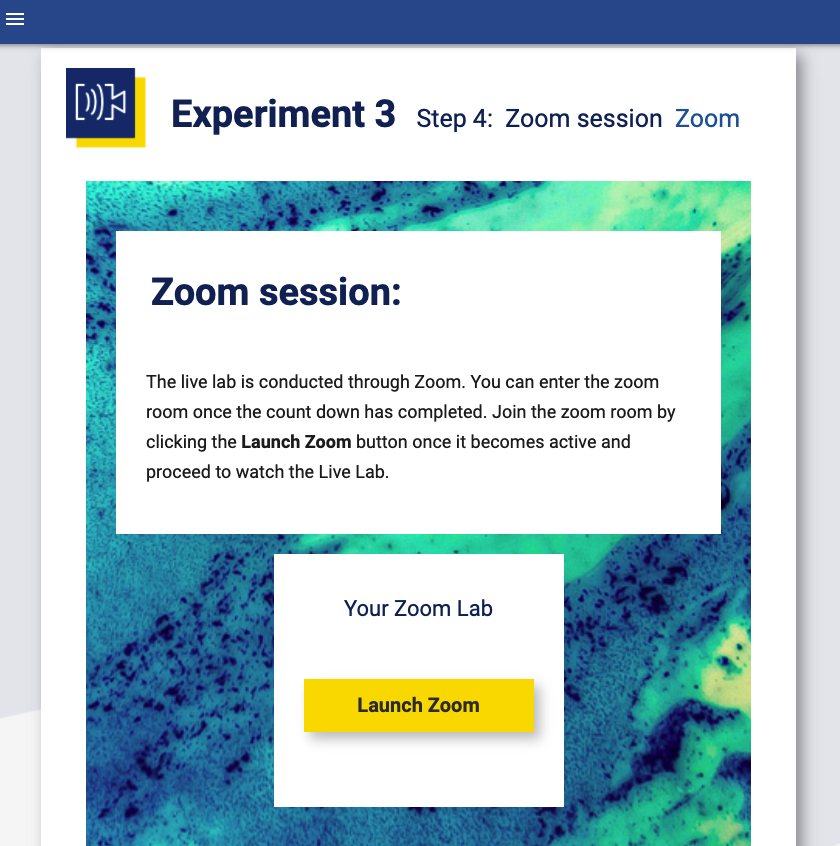 Experiment 3 Step 4: Zoom session Zoom
Zoom session:
The live lab is conducted through Zoom. You can enter the zoom
room once the count down has completed. Join the zoom room by
clicking the Launch Zoom button once it becomes active and
proceed to watch the Live Lab.
Your Zoom Lab
Launch Zoom